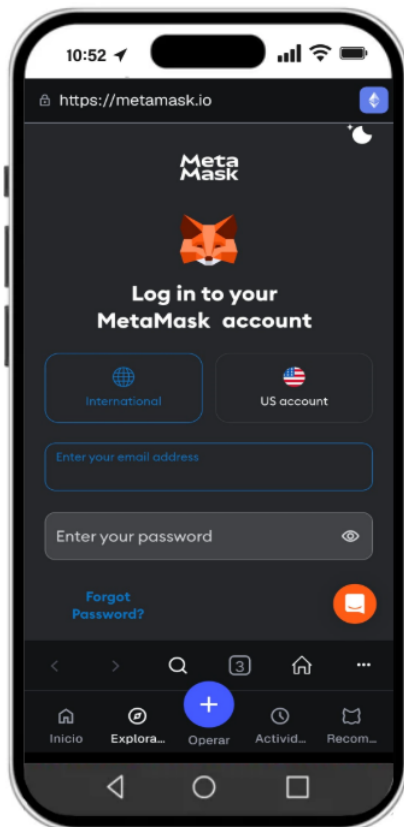 10:52
https://metamask.io
Meta
Mask
Log in to your
MetaMask account
International
US account
Enter your email address
Enter your password
Forgot
Password?
3
Inicio
Explora...
Operar
Activid...
Recom...